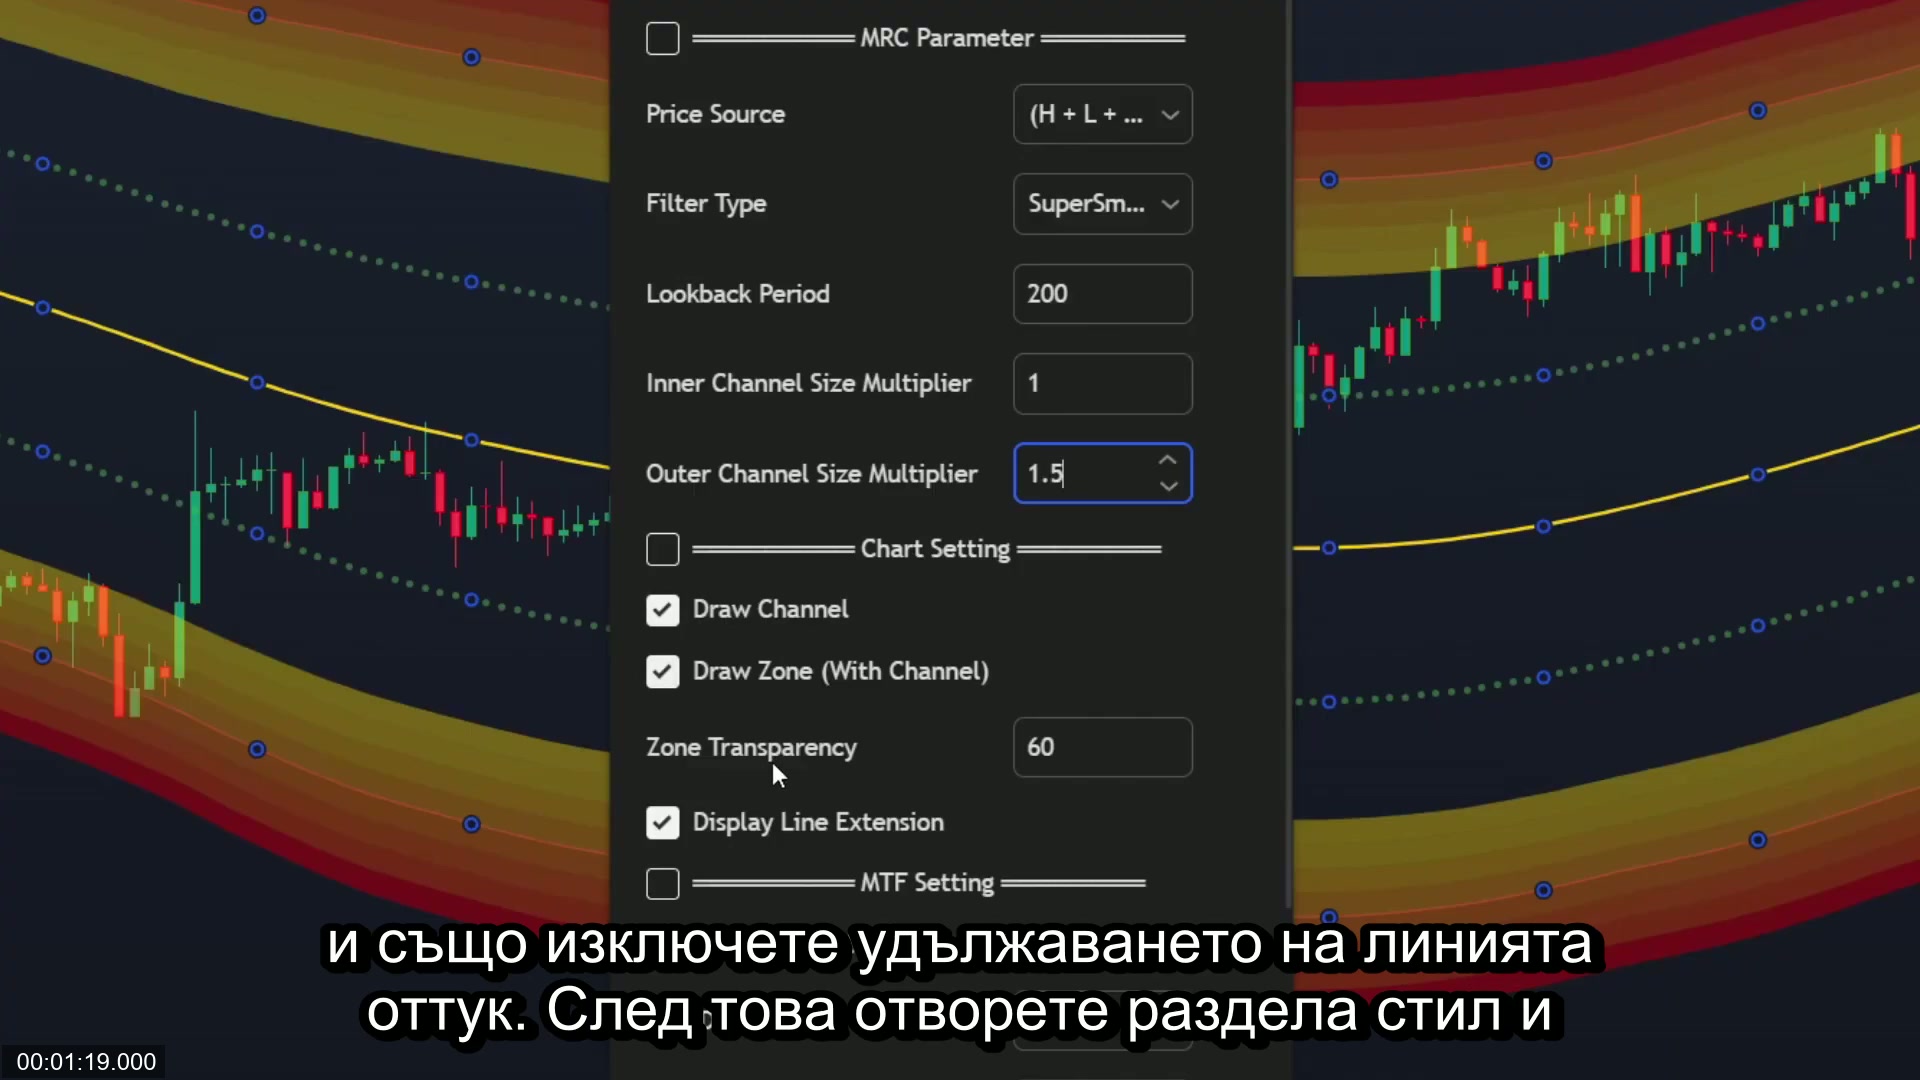 MRC Parameter
Price Source
(H + L + ...
Filter Type
SuperSm...
Lookback Period
200
Inner Channel Size Multiplier
1
Outer Channel Size Multiplier
1.5
Chart Setting
Draw Channel
Draw Zone (With Channel)
Zone Transparency
60
Display Line Extension
MTF Setting
и също изключете удължаването на линията
оттук. След това отворете раздела стил и
00:01:19.000